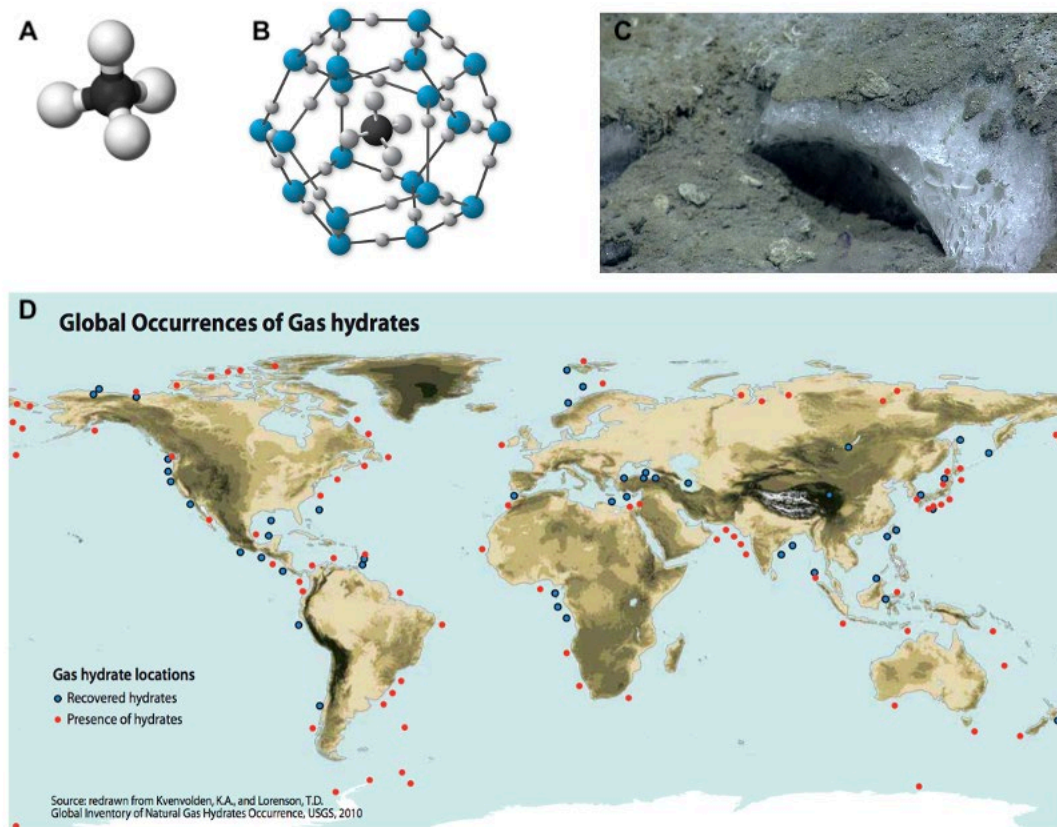 A
B
C
D
Global Occurrences of Gas hydrates
Gas hydrate locations
Recovered hydrates
Presence of hydrates
Source: redrawn from Kvenvolden, K.A., and Lorenson, T.D.
Global Inventory of Natural Gas Hydrates Occurrence, USGS, 2010